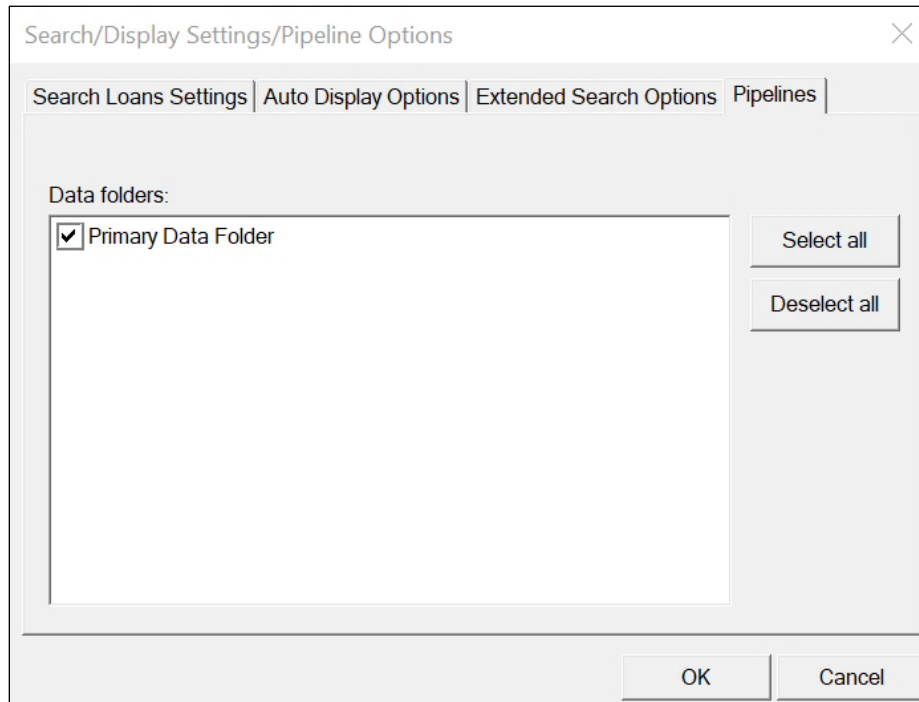 Search/Display Settings/Pipeline Options
Search Loans Settings Auto Display Options Extended Search Options Pipelines
Data folders:
Primary Data Folder
Select all
Deselect all
OK Cancel